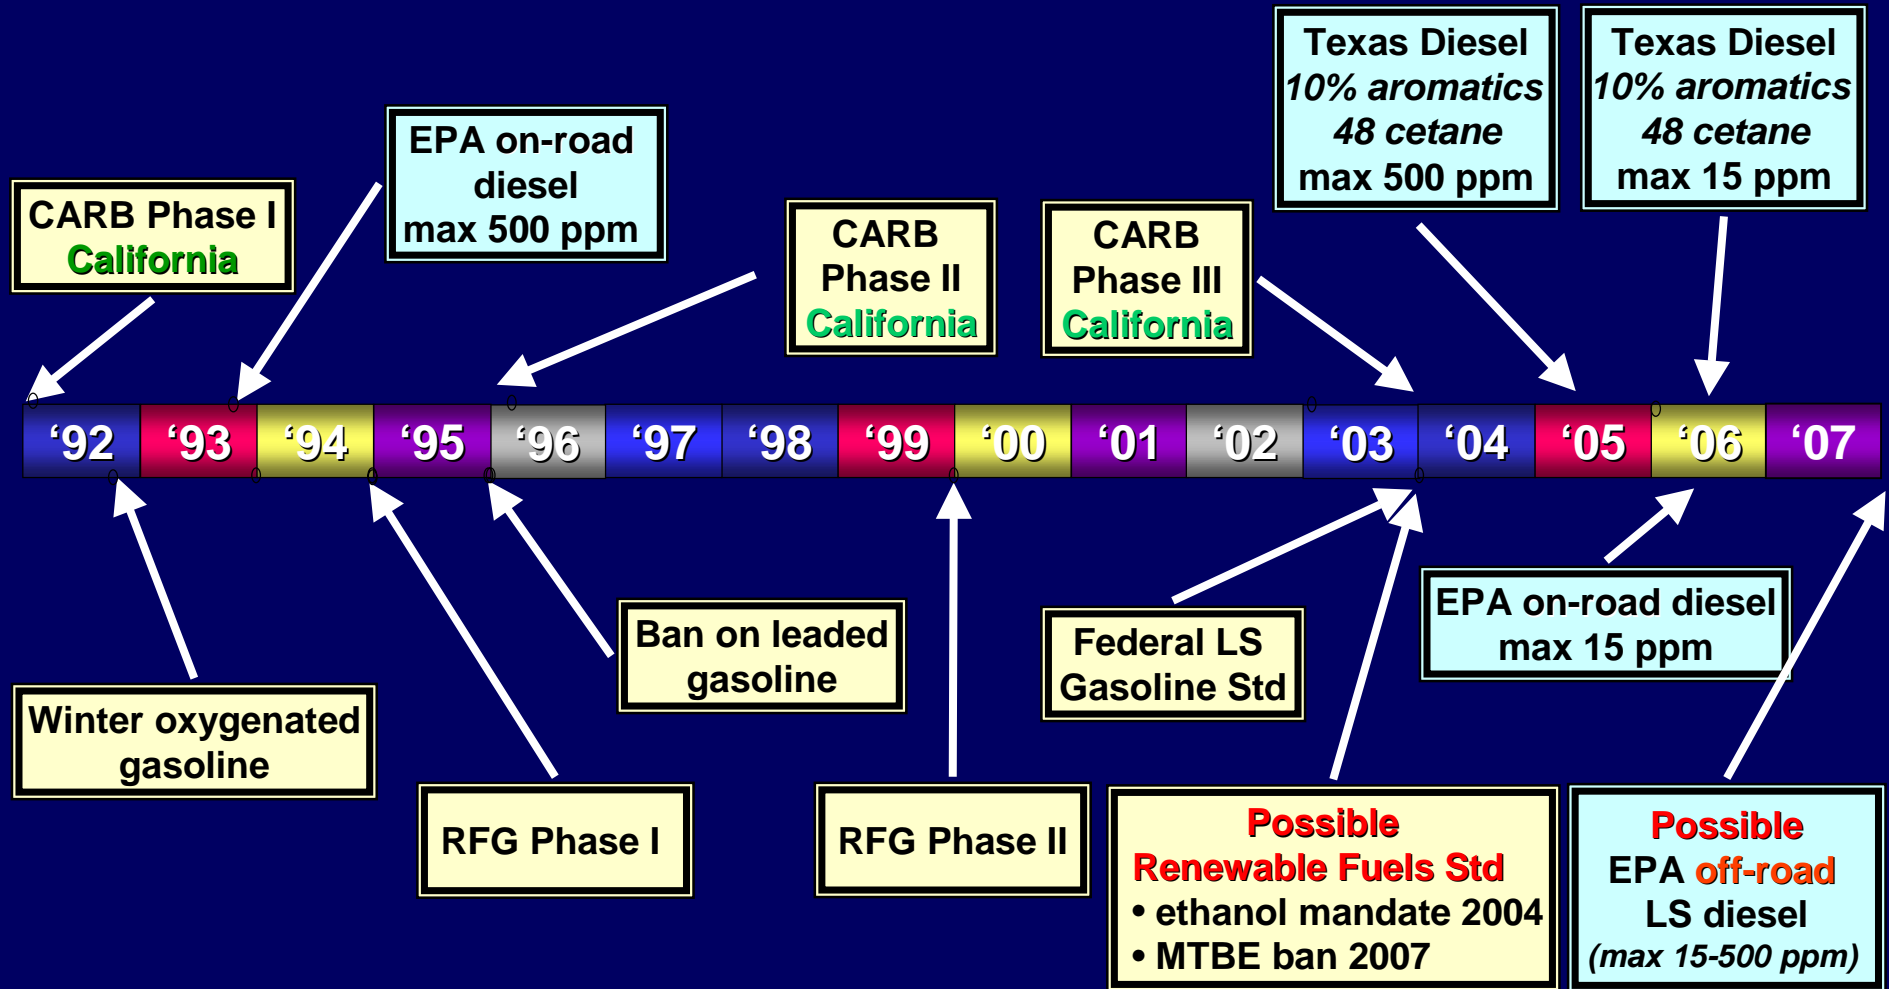 Texas Diesel
10% aromatics
48 cetane
max 500 ppm
Texas Diesel
10% aromatics
48 cetane
max 15 ppm
EPA on-road
diesel
max 500 ppm
CARB Phase I
California
CARB
Phase II
California
CARB
Phase III
California
‘92 ‘93 ‘94 ‘95 ‘96 ‘97 ‘98 ‘99 ‘00 ‘01 ‘02 ‘03 ‘04 ‘05 ‘06 ‘07
Winter oxygenated
gasoline
RFG Phase I
Ban on leaded
gasoline
RFG Phase II
Federal LS
Gasoline Std
EPA on-road diesel
max 15 ppm
Possible
Renewable Fuels Std
• ethanol mandate 2004
• MTBE ban 2007
Possible
EPA off-road
LS diesel
(max 15-500 ppm)